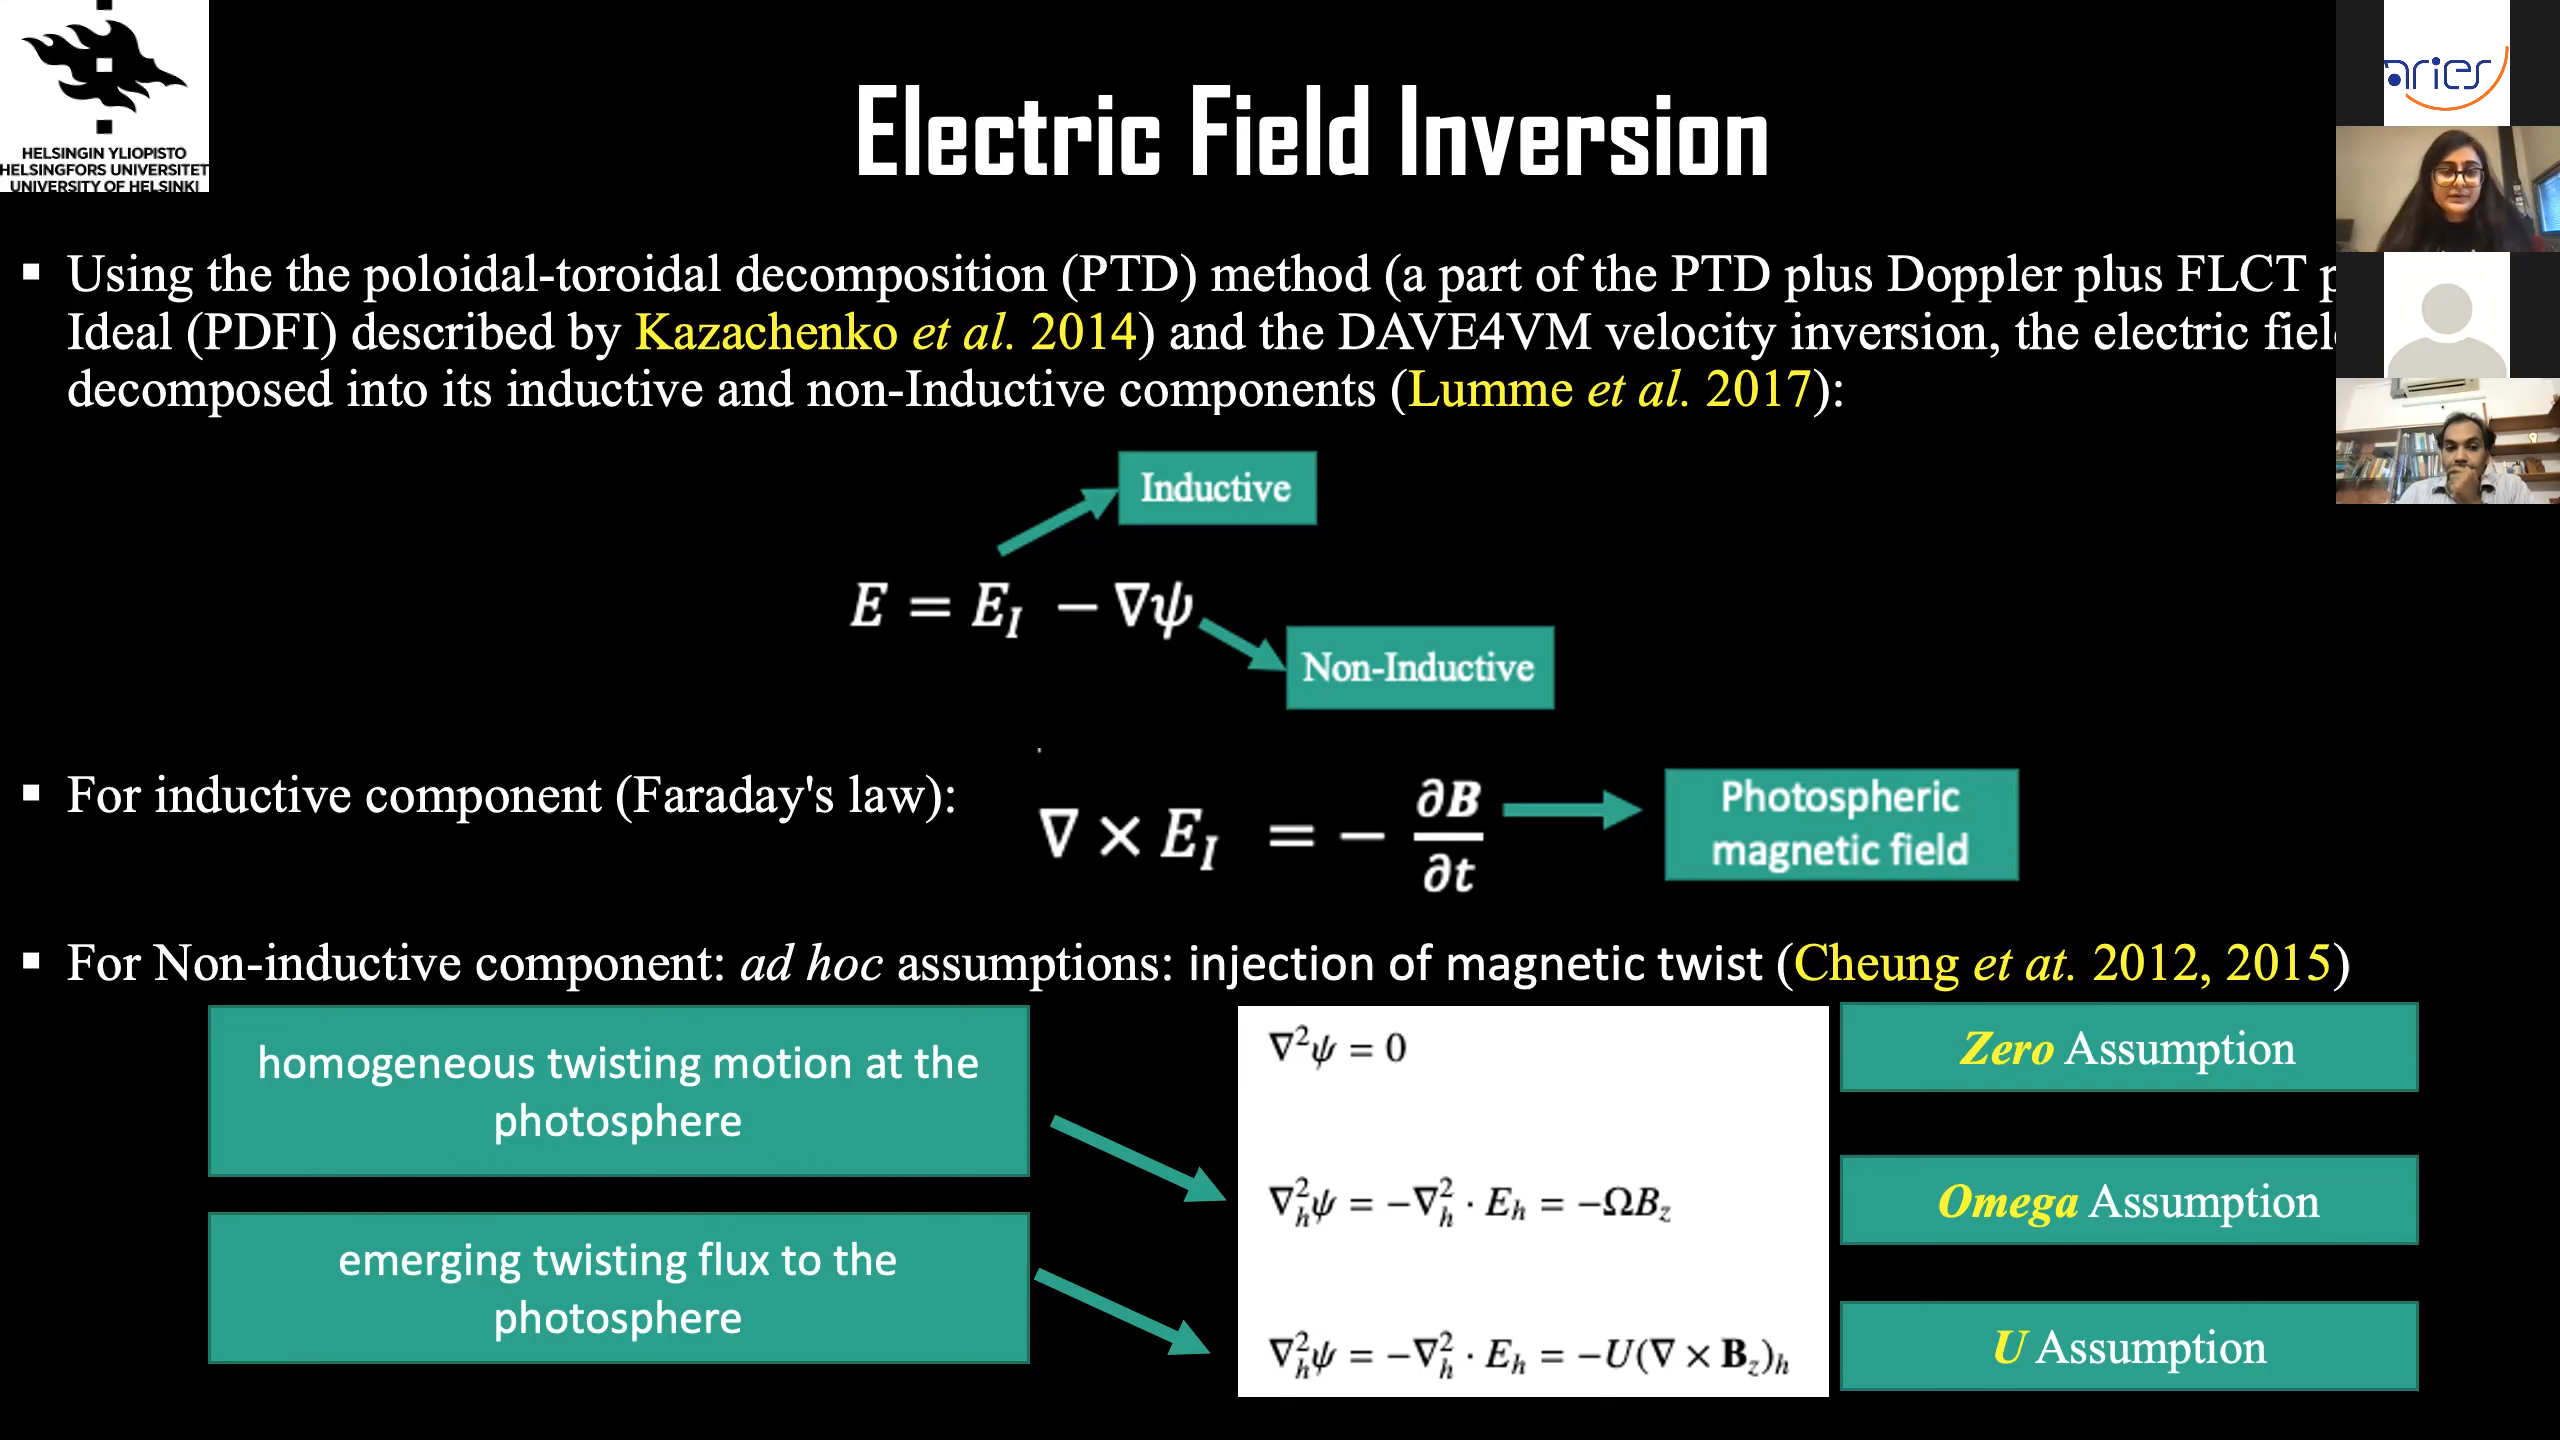 HELSINGIN YLIOPISTO
HELSINGFORS UNIVERSITET
UNIVERSITY OF HELSINKI
aries
Electric Field Inversion
▪ Using the the poloidal-toroidal decomposition (PTD) method (a part of the PTD plus Doppler plus FLCT p
Ideal (PDFI) described by Kazachenko et al. 2014) and the DAVE4VM velocity inversion, the electric fiel
decomposed into its inductive and non-Inductive components (Lumme et al. 2017):
Inductive
E = E_I − ∇ψ
Non-Inductive
▪ For inductive component (Faraday's law):
∇ × E_I = − ∂B/∂t
Photospheric
magnetic field
▪ For Non-inductive component: ad hoc assumptions: injection of magnetic twist (Cheung et at. 2012, 2015)
homogeneous twisting motion at the
photosphere
emerging twisting flux to the
photosphere
∇²ψ = 0
∇²_hψ = −∇²_h · E_h = −ΩB_z
∇²_hψ = −∇²_h · E_h = −U(∇ × B_z)_h
Zero Assumption
Omega Assumption
U Assumption